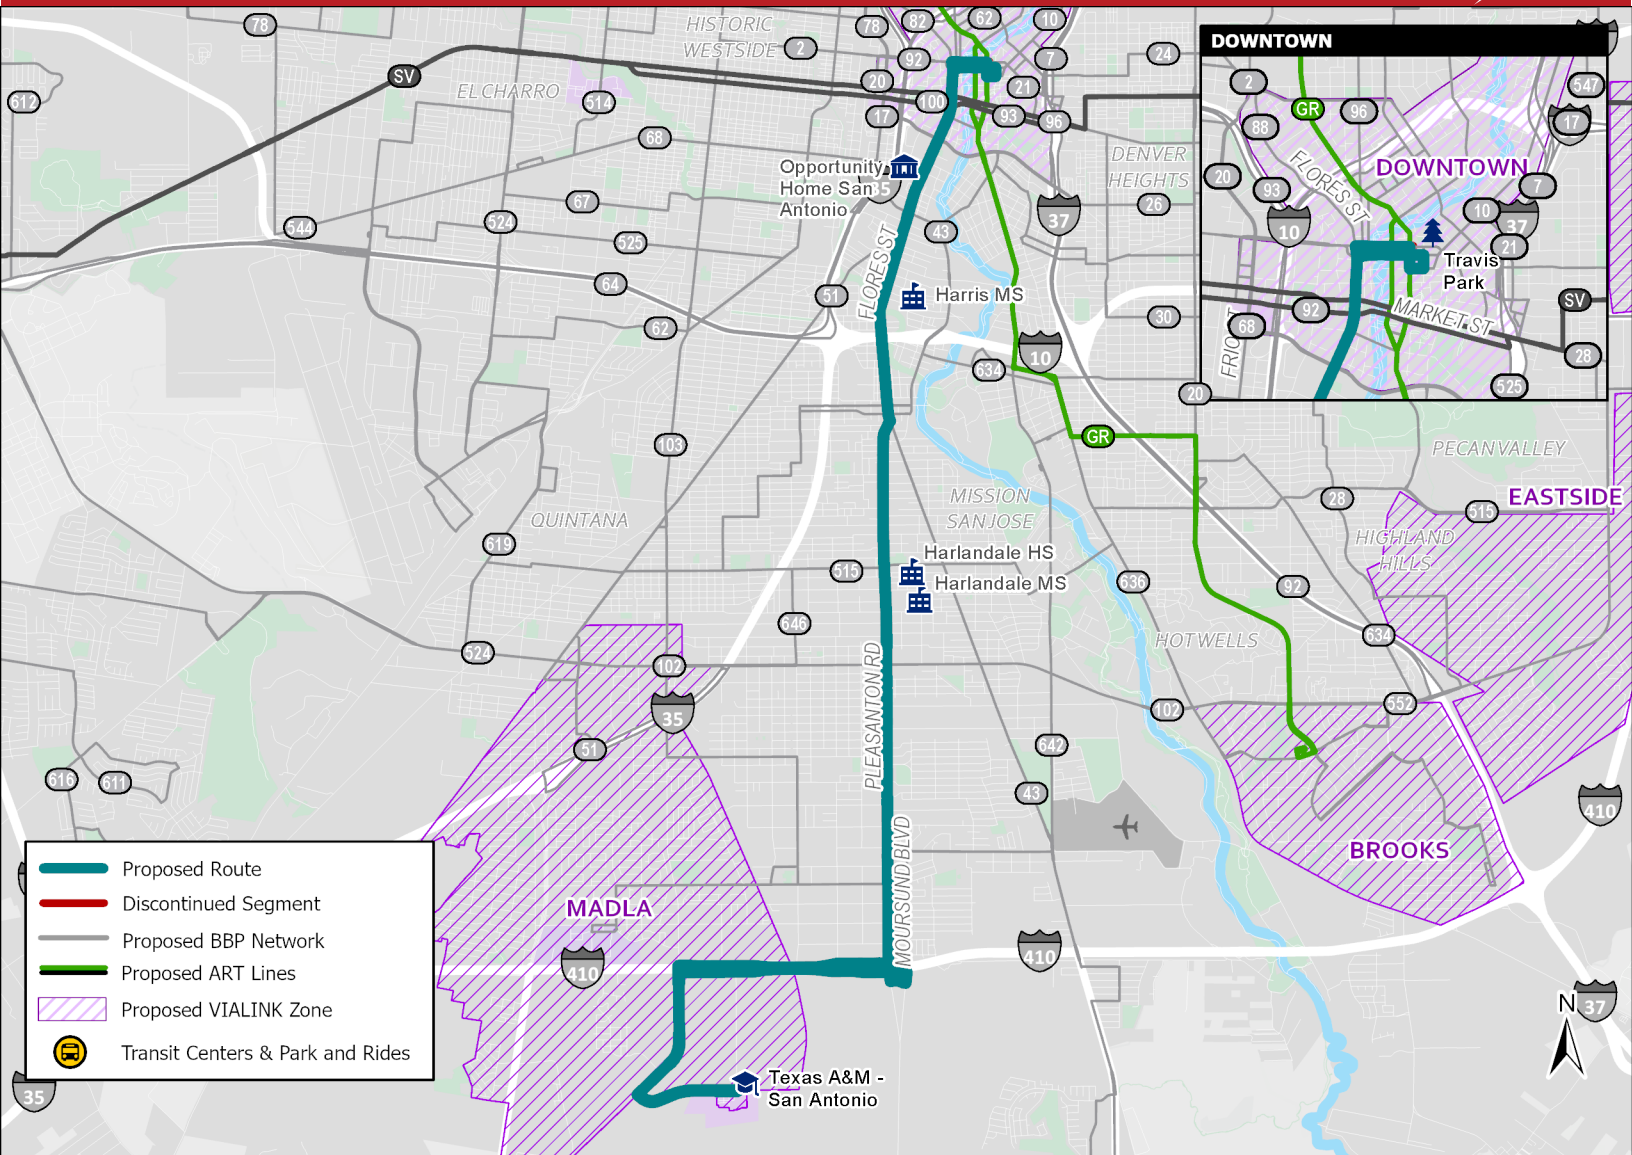 78
HISTORIC
WESTSIDE
2
78
82
62
10
92
7
24
SV
20
21
EL CHARRO
514
100
612
17
93
96
68
Opportunity
Home San
Antonio
35
DENVER
HEIGHTS
67
26
524
544
525
43
37
FLORES ST
64
51
Harris MS
62
30
10
634
20
103
GR
PECAN VALLEY
MISSION
SAN JOSE
28
EASTSIDE
515
QUINTANA
HIGHLAND
HILLS
619
Harlandale HS
515
Harlandale MS
636
92
646
634
HOTWELLS
524
102
PLEASANTON RD
35
102
552
51
642
616
611
43
410
MOURSUND BLVD
BROOKS
MADLA
410
410
N
37
35
Texas A&M -
San Antonio
DOWNTOWN
2
547
GR
96
88
17
FLORES ST
DOWNTOWN
20
93
7
10
10
37
21
Travis
Park
SV
92
MARKET ST
68
28
525
Proposed Route
Discontinued Segment
Proposed BBP Network
Proposed ART Lines
Proposed VIALINK Zone
Transit Centers & Park and Rides